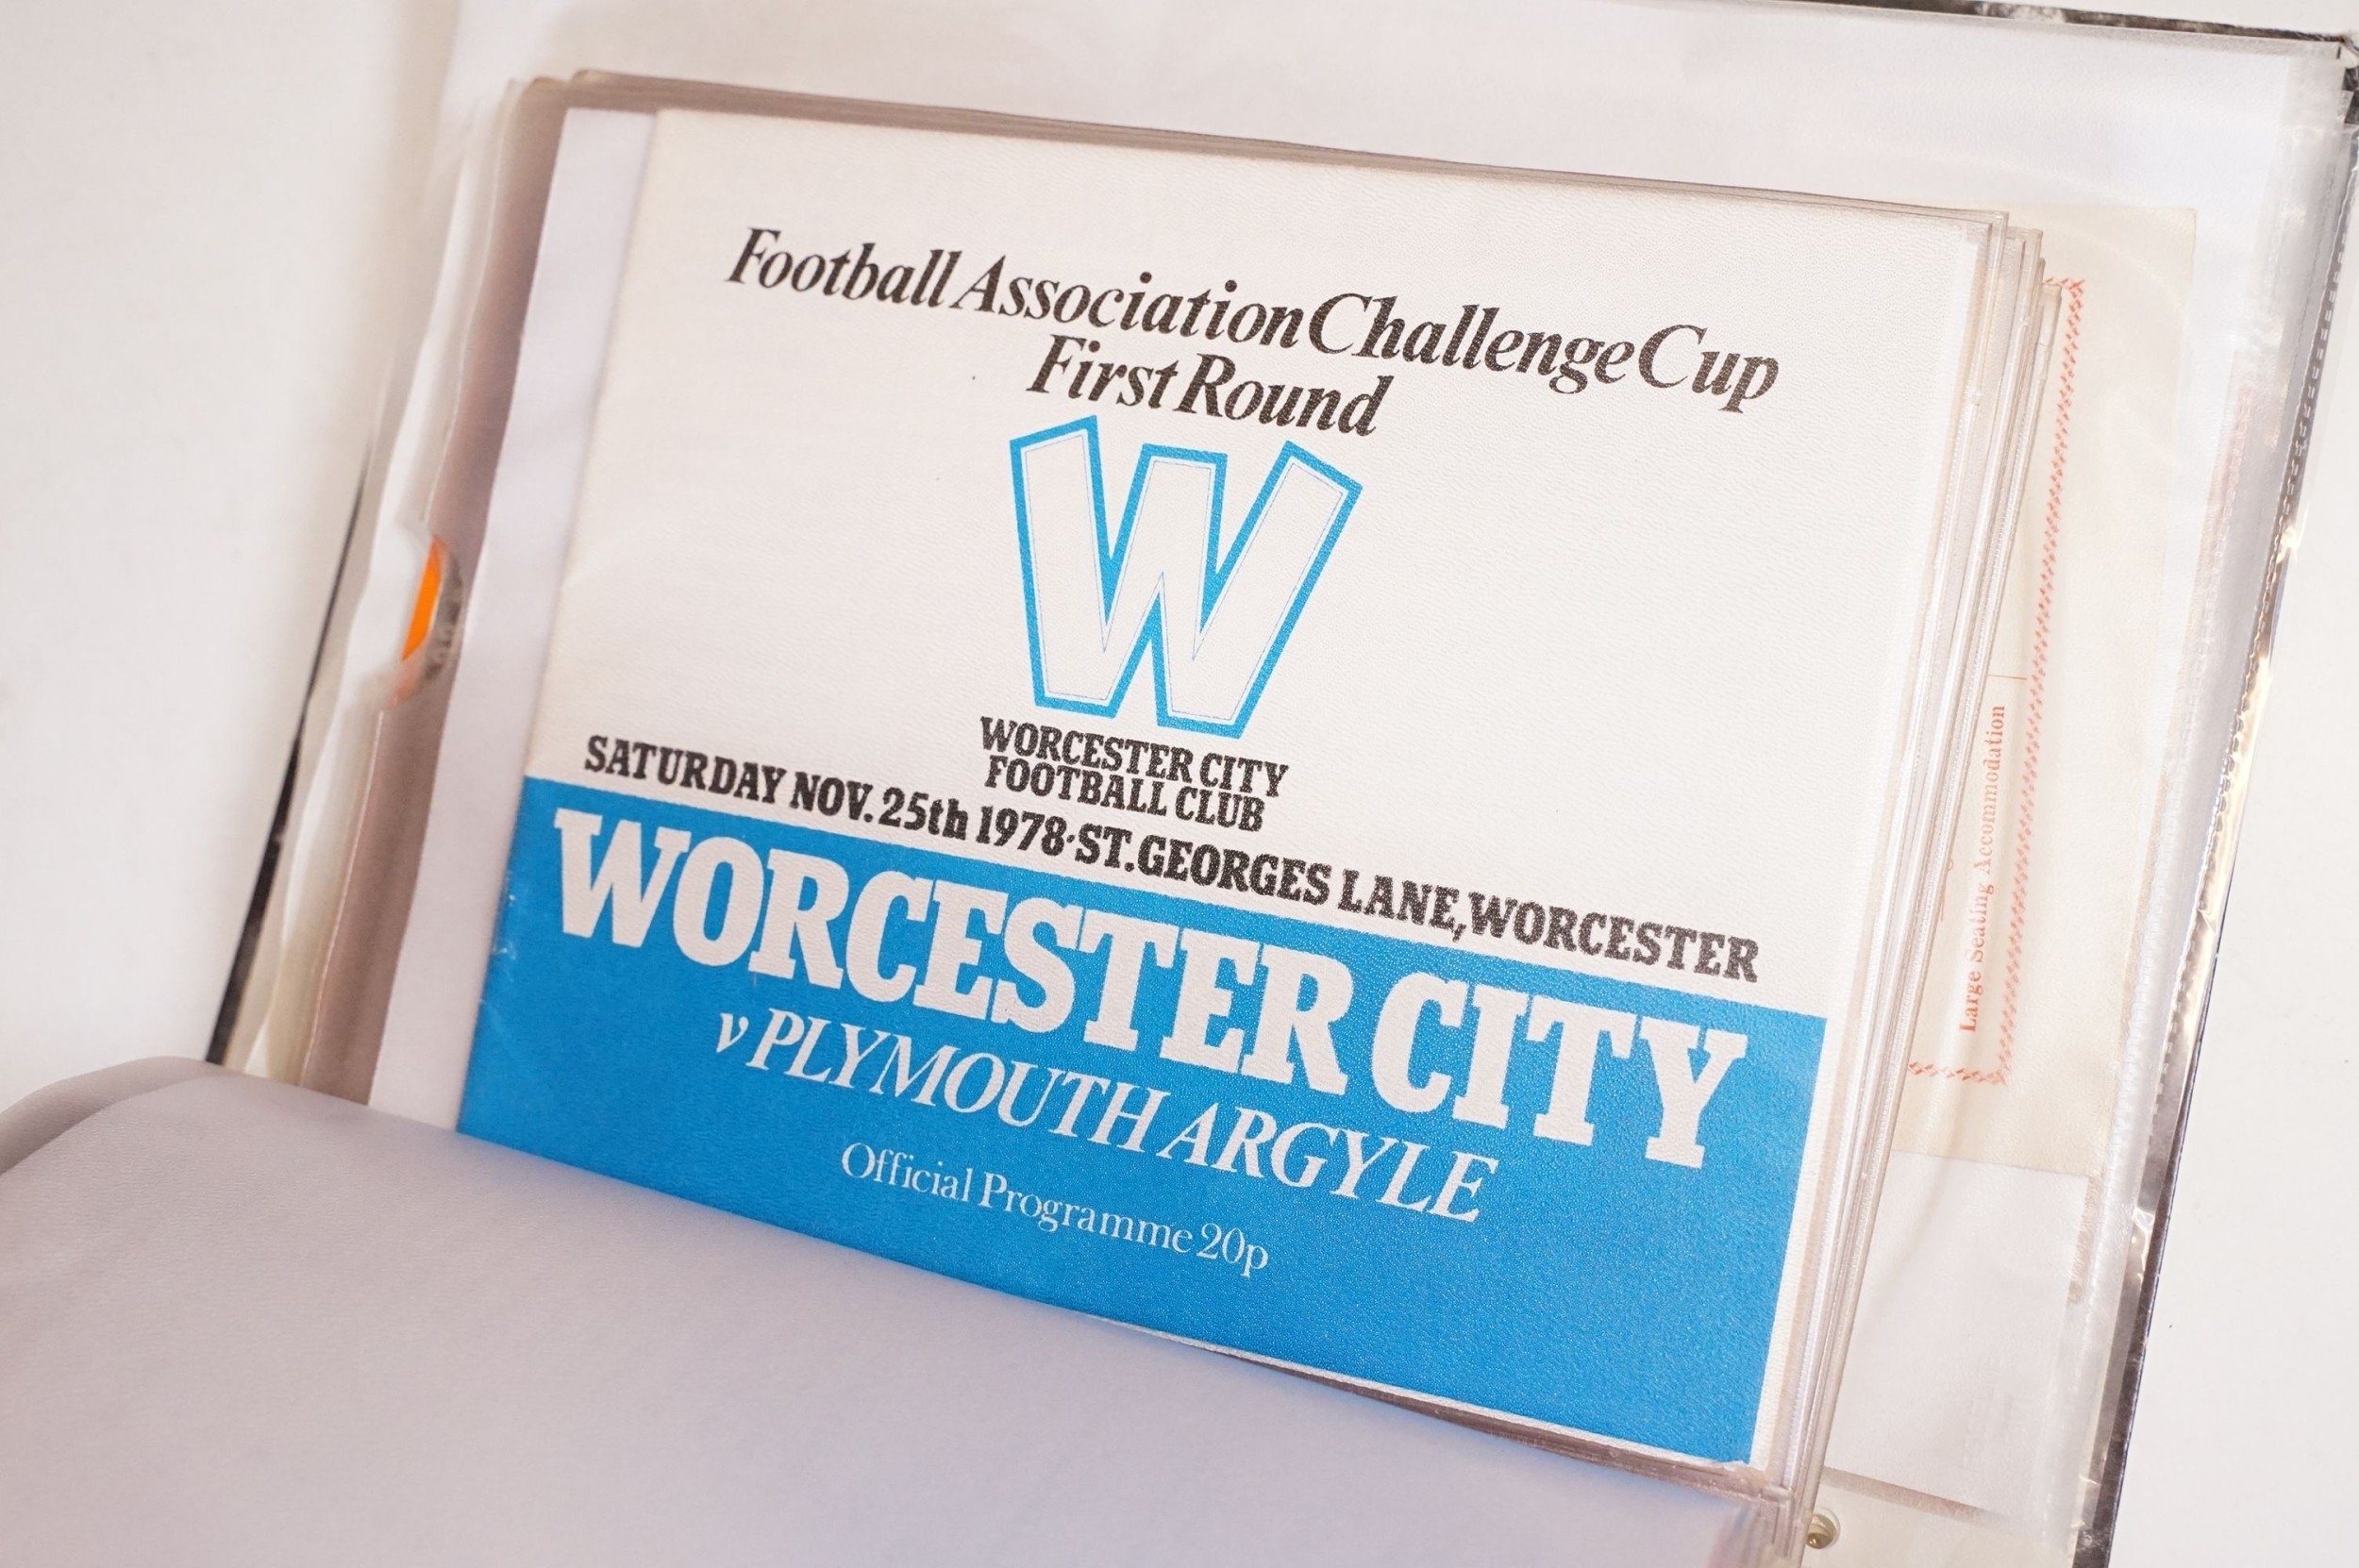 Football Association Challenge Cup
First Round
W
WORCESTER CITY
FOOTBALL CLUB
SATURDAY NOV. 25th 1978·ST. GEORGES LANE, WORCESTER
WORCESTER CITY
v PLYMOUTH ARGYLE
Official Programme 20p
Large Seating Accommodation